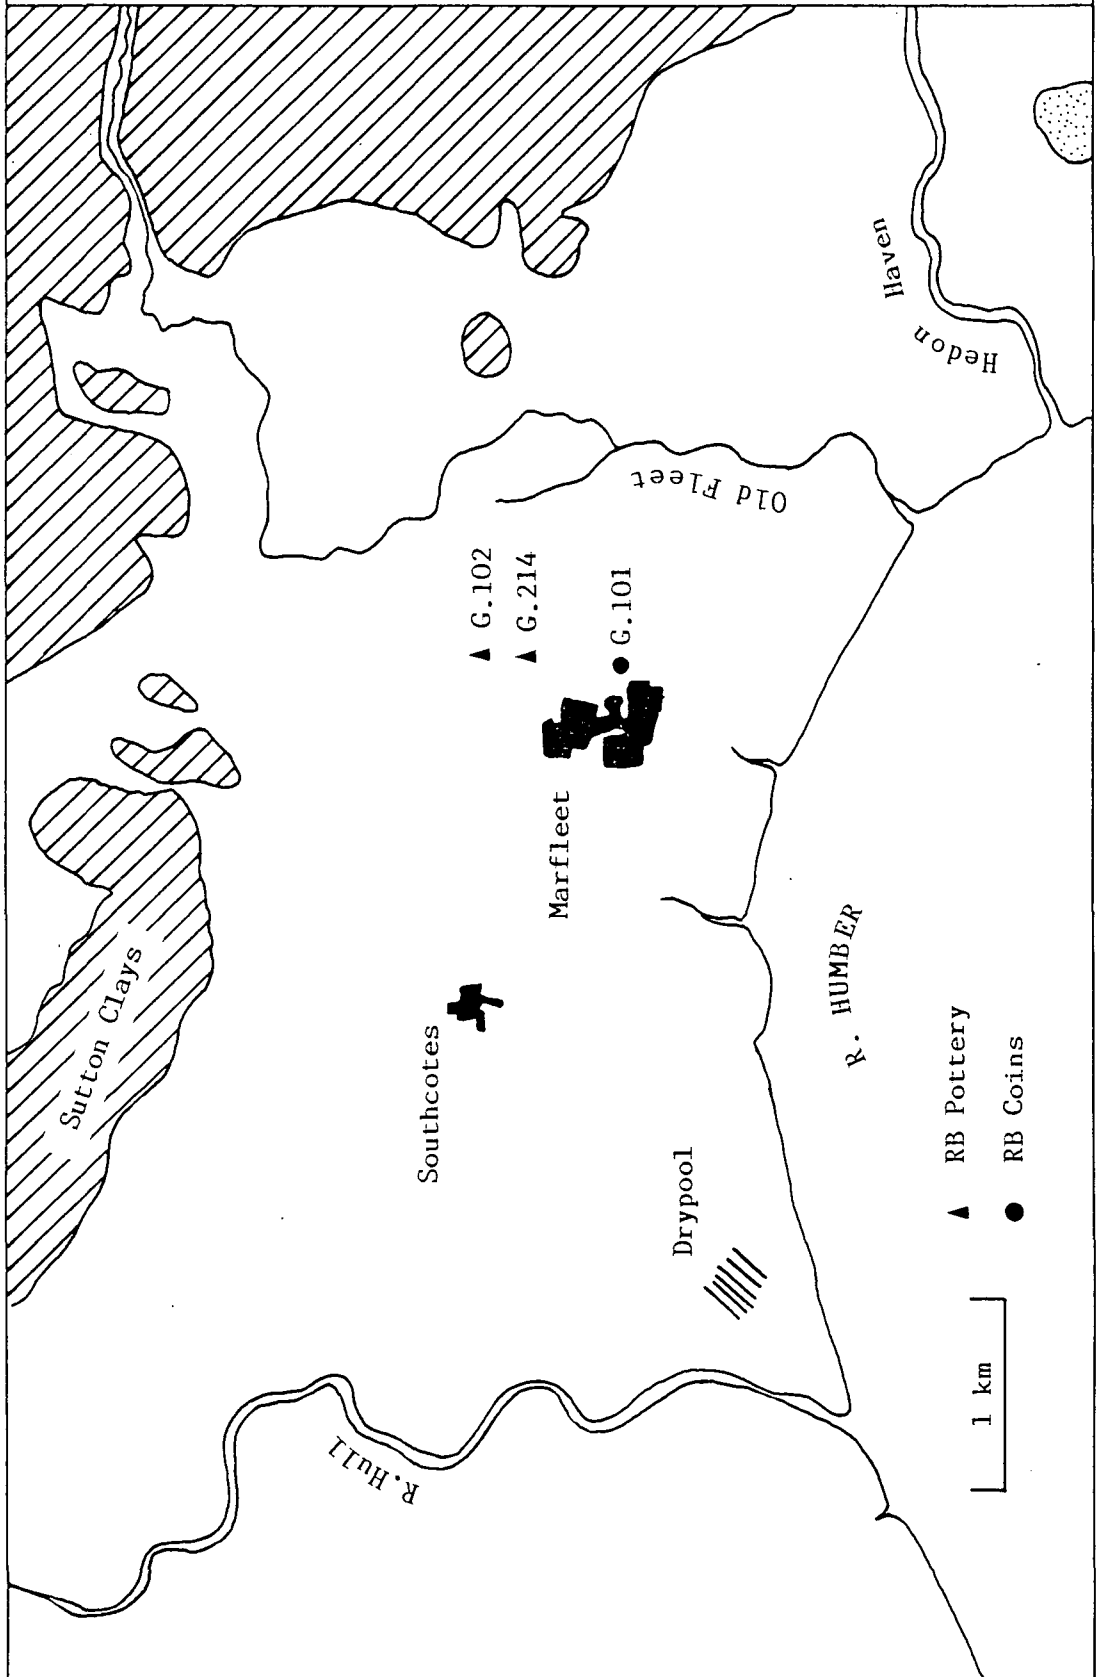 Sutton Clays
R.Hull
Southcotes
Drypool
Marfleet
G.102
G.214
G.101
Old Fleet
Hedon
Haven
R. HUMBER
RB Pottery
RB Coins
1 km